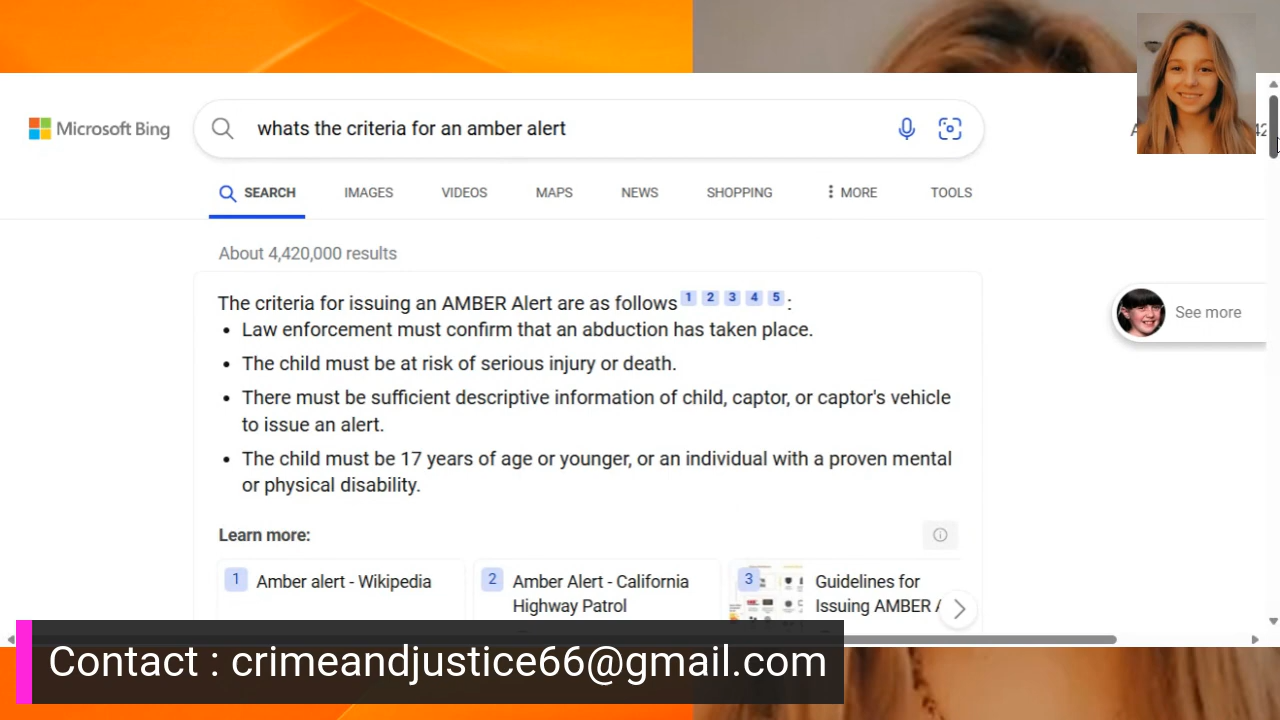 Microsoft Bing
whats the criteria for an amber alert
SEARCH
IMAGES
VIDEOS
MAPS
NEWS
SHOPPING
MORE
TOOLS
About 4,420,000 results
The criteria for issuing an AMBER Alert are as follows 1 2 3 4 5 :
• Law enforcement must confirm that an abduction has taken place.
• The child must be at risk of serious injury or death.
• There must be sufficient descriptive information of child, captor, or captor's vehicle
to issue an alert.
• The child must be 17 years of age or younger, or an individual with a proven mental
or physical disability.
See more
Learn more:
1 Amber alert - Wikipedia
2 Amber Alert - California
Highway Patrol
3 Guidelines for
Issuing AMBER
Contact : crimeandjustice66@gmail.com